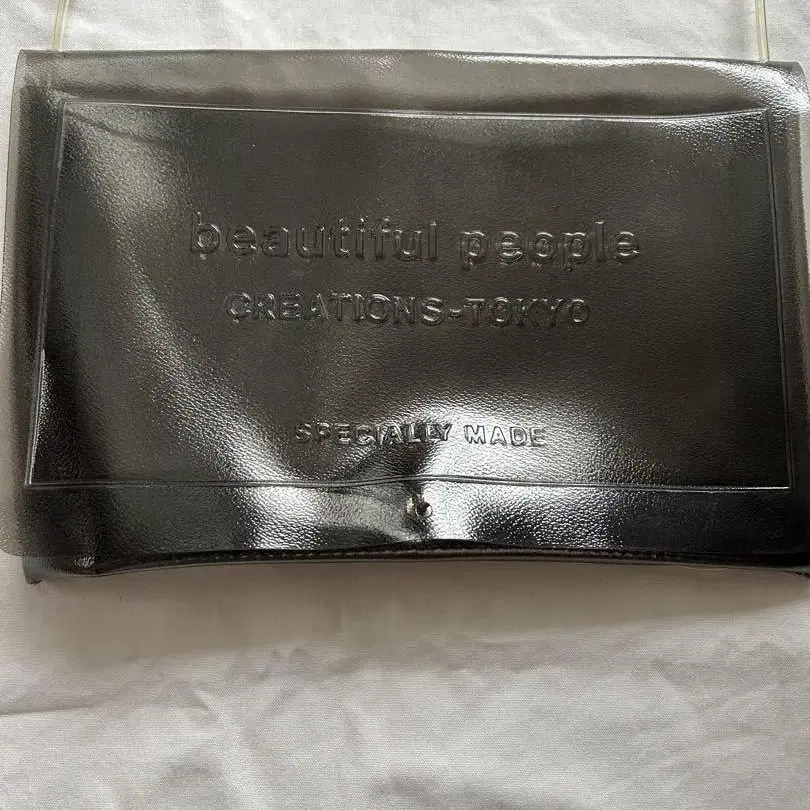 beautiful people
CREATIONS-TOKYO
SPECIALLY MADE